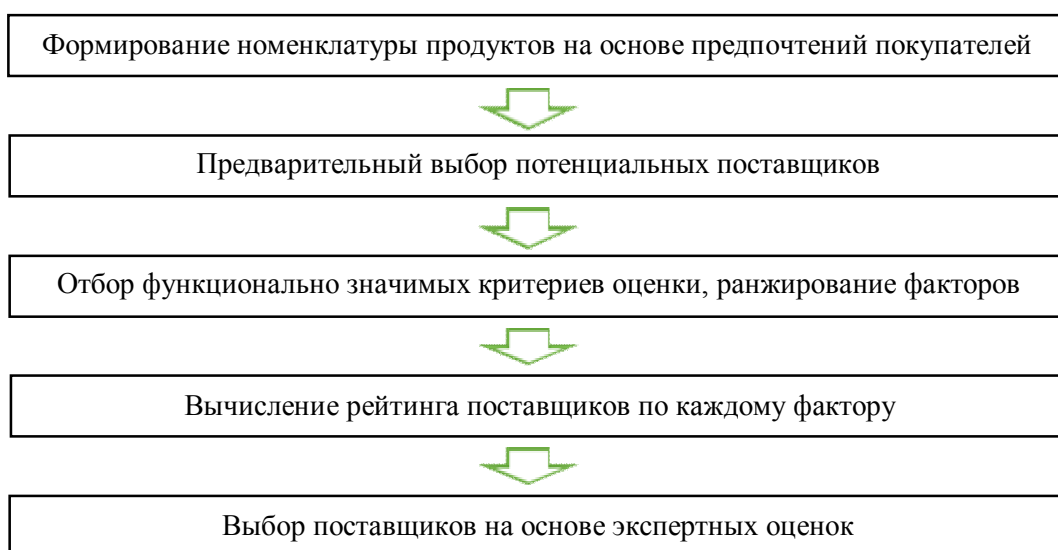 Формирование номенклатуры продуктов на основе предпочтений покупателей
Предварительный выбор потенциальных поставщиков
Отбор функционально значимых критериев оценки, ранжирование факторов
Вычисление рейтинга поставщиков по каждому фактору
Выбор поставщиков на основе экспертных оценок